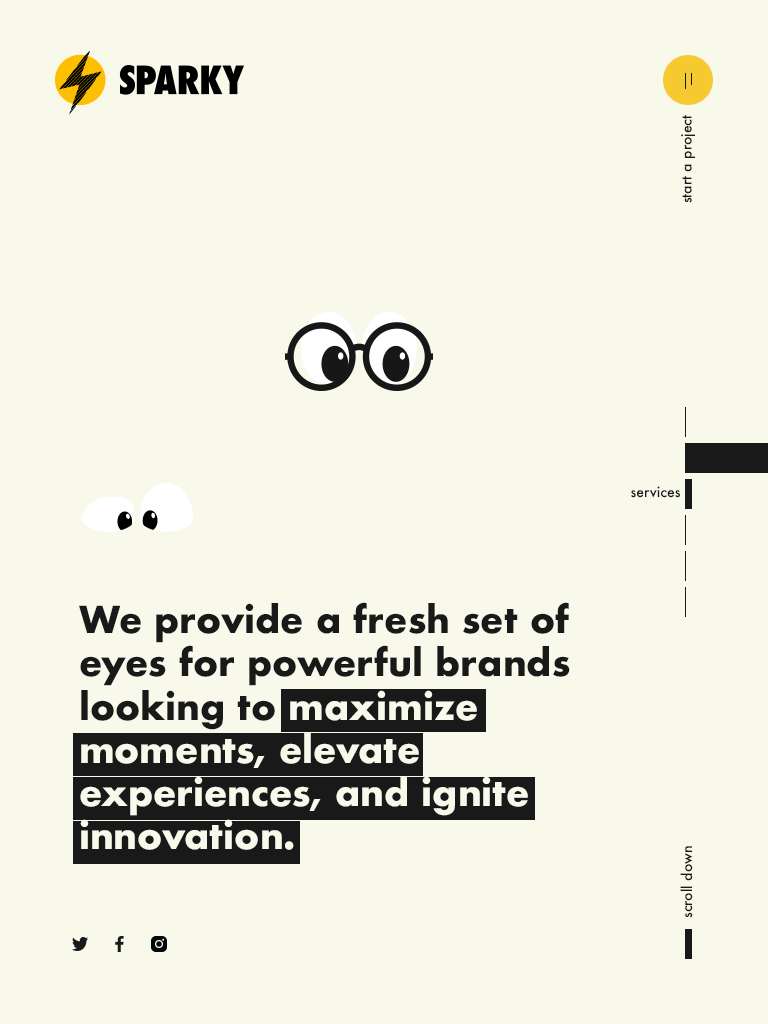 SPARKY
start a project
services
We provide a fresh set of
eyes for powerful brands
looking to maximize
moments, elevate
experiences, and ignite
innovation.
scroll down